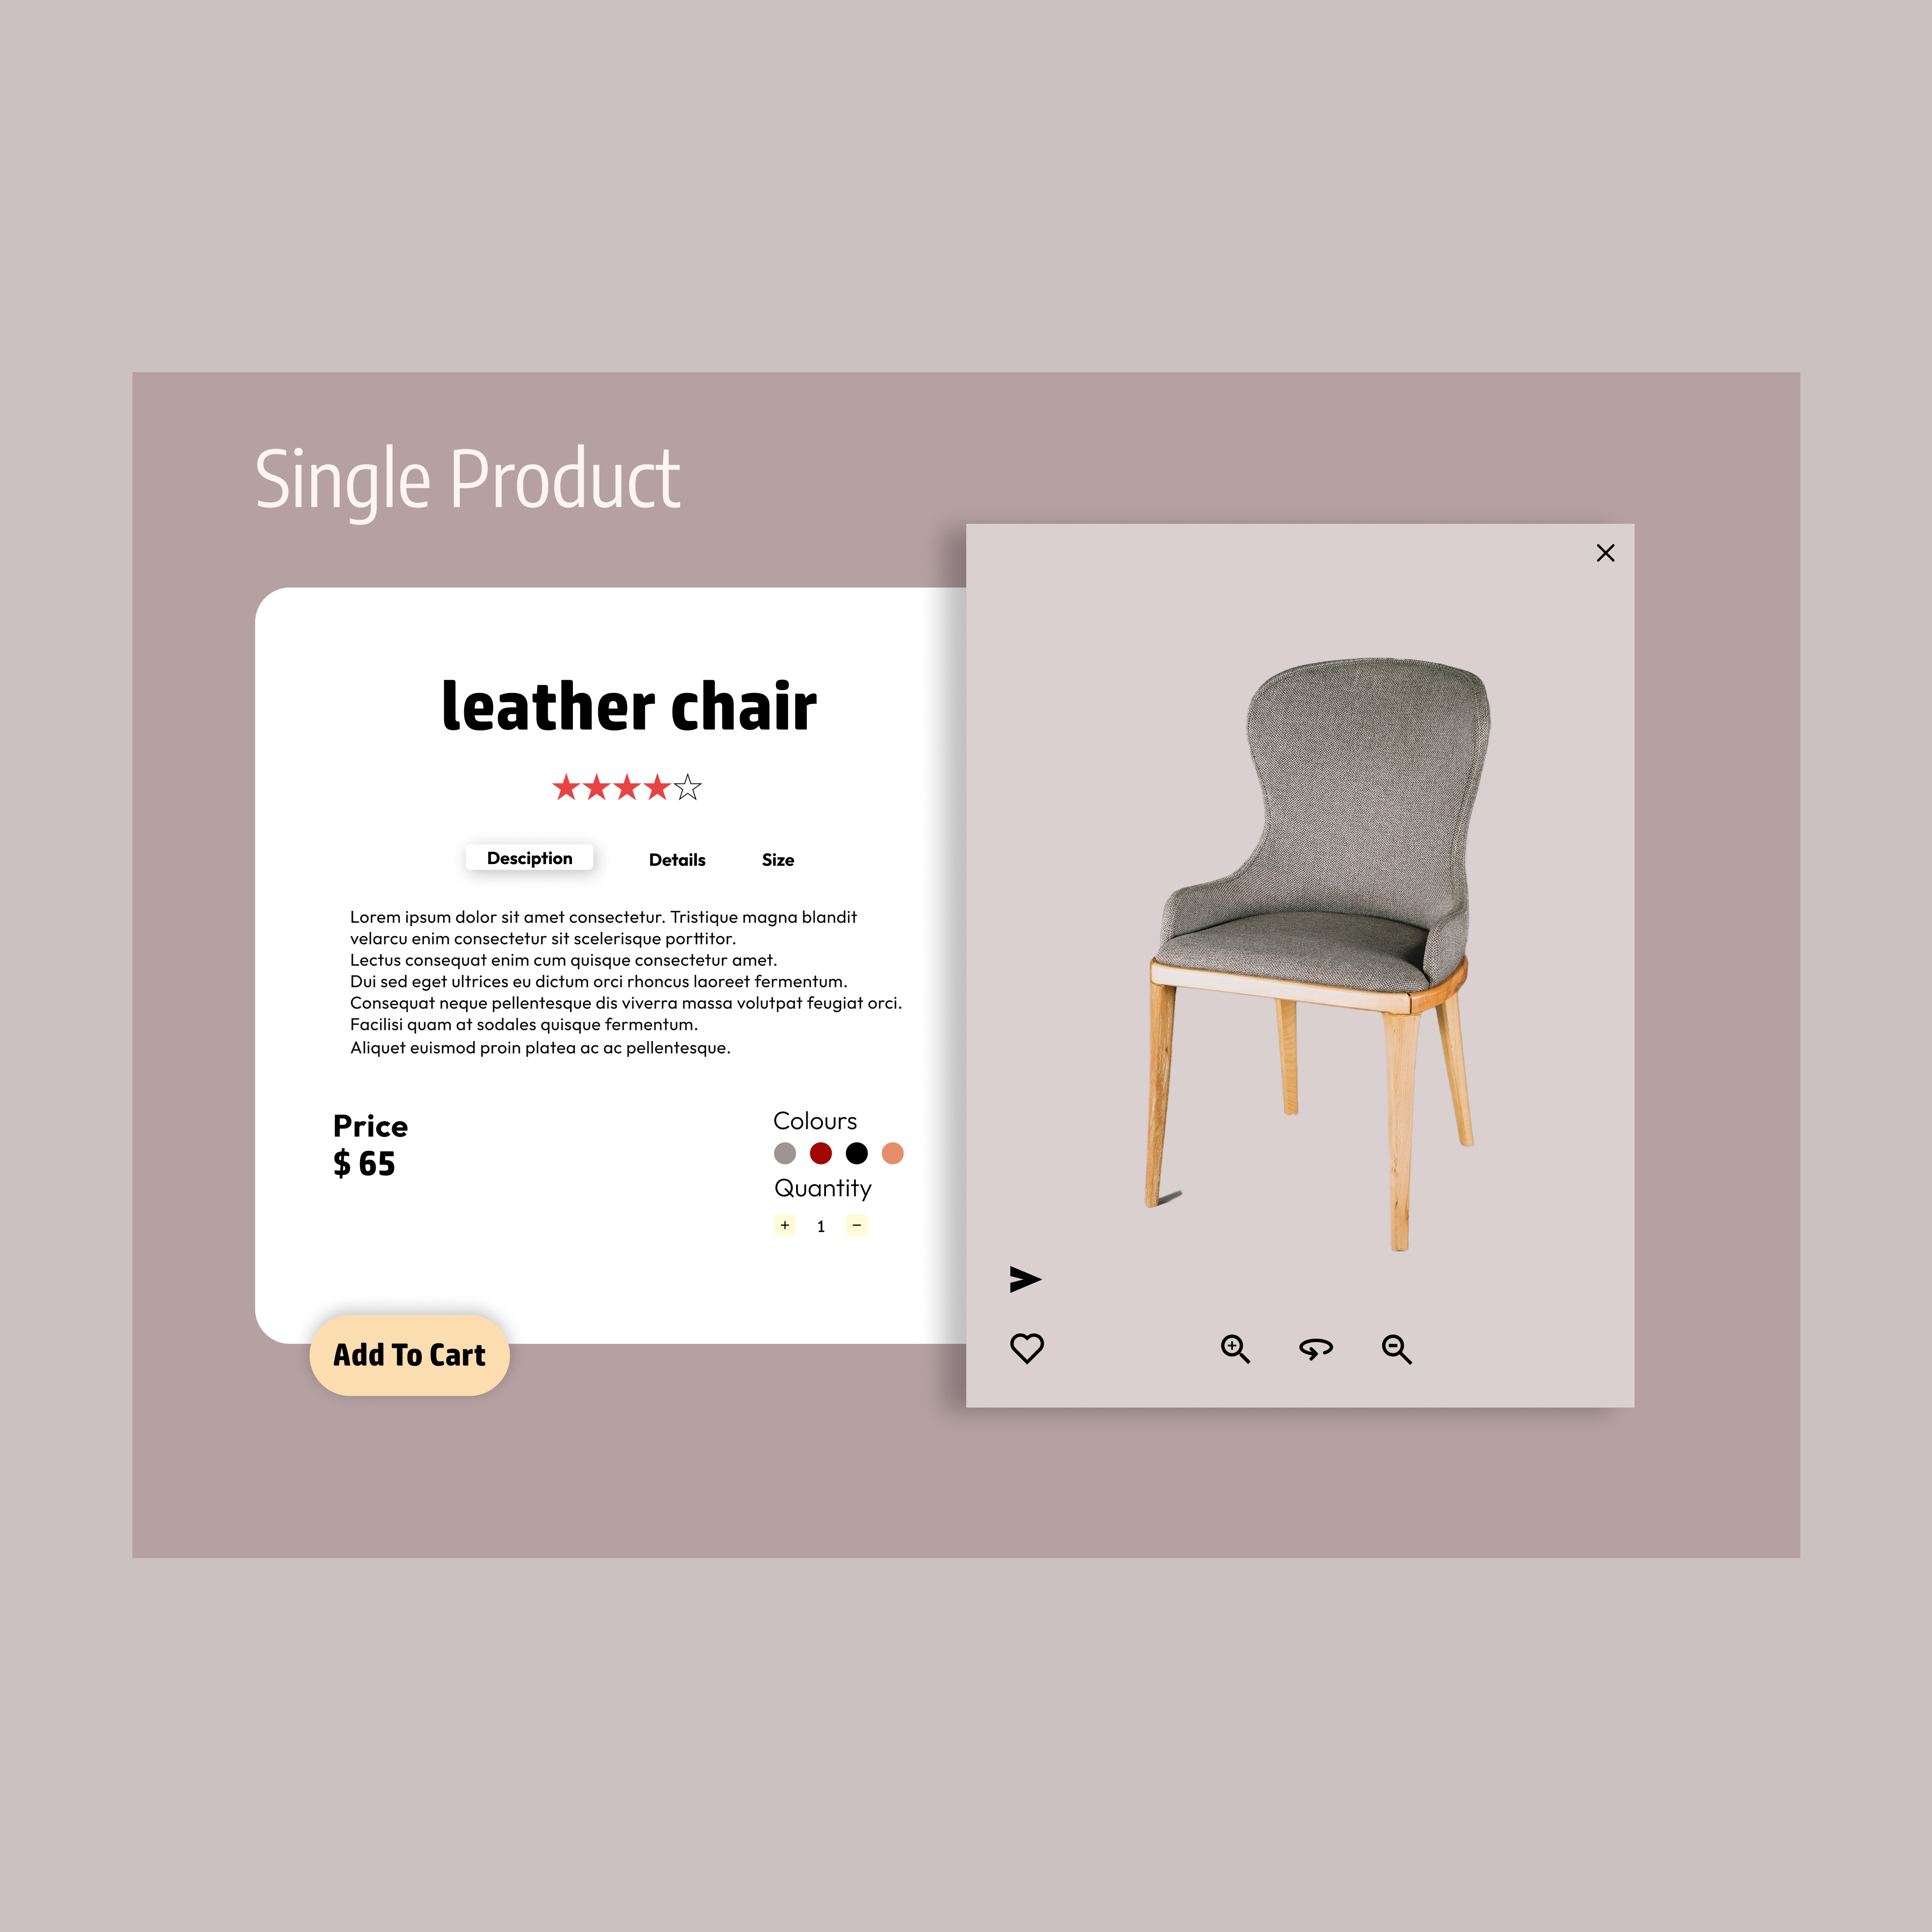 Single Product
leather chair
Desciption Details Size
Lorem ipsum dolor sit amet consectetur. Tristique magna blandit
velarcu enim consectetur sit scelerisque porttitor.
Lectus consequat enim cum quisque consectetur amet.
Dui sed eget ultrices eu dictum orci rhoncus laoreet fermentum.
Consequat neque pellentesque dis viverra massa volutpat feugiat orci.
Facilisi quam at sodales quisque fermentum.
Aliquet euismod proin platea ac ac pellentesque.
Price
$ 65
Colours
Quantity
+ 1 −
Add To Cart